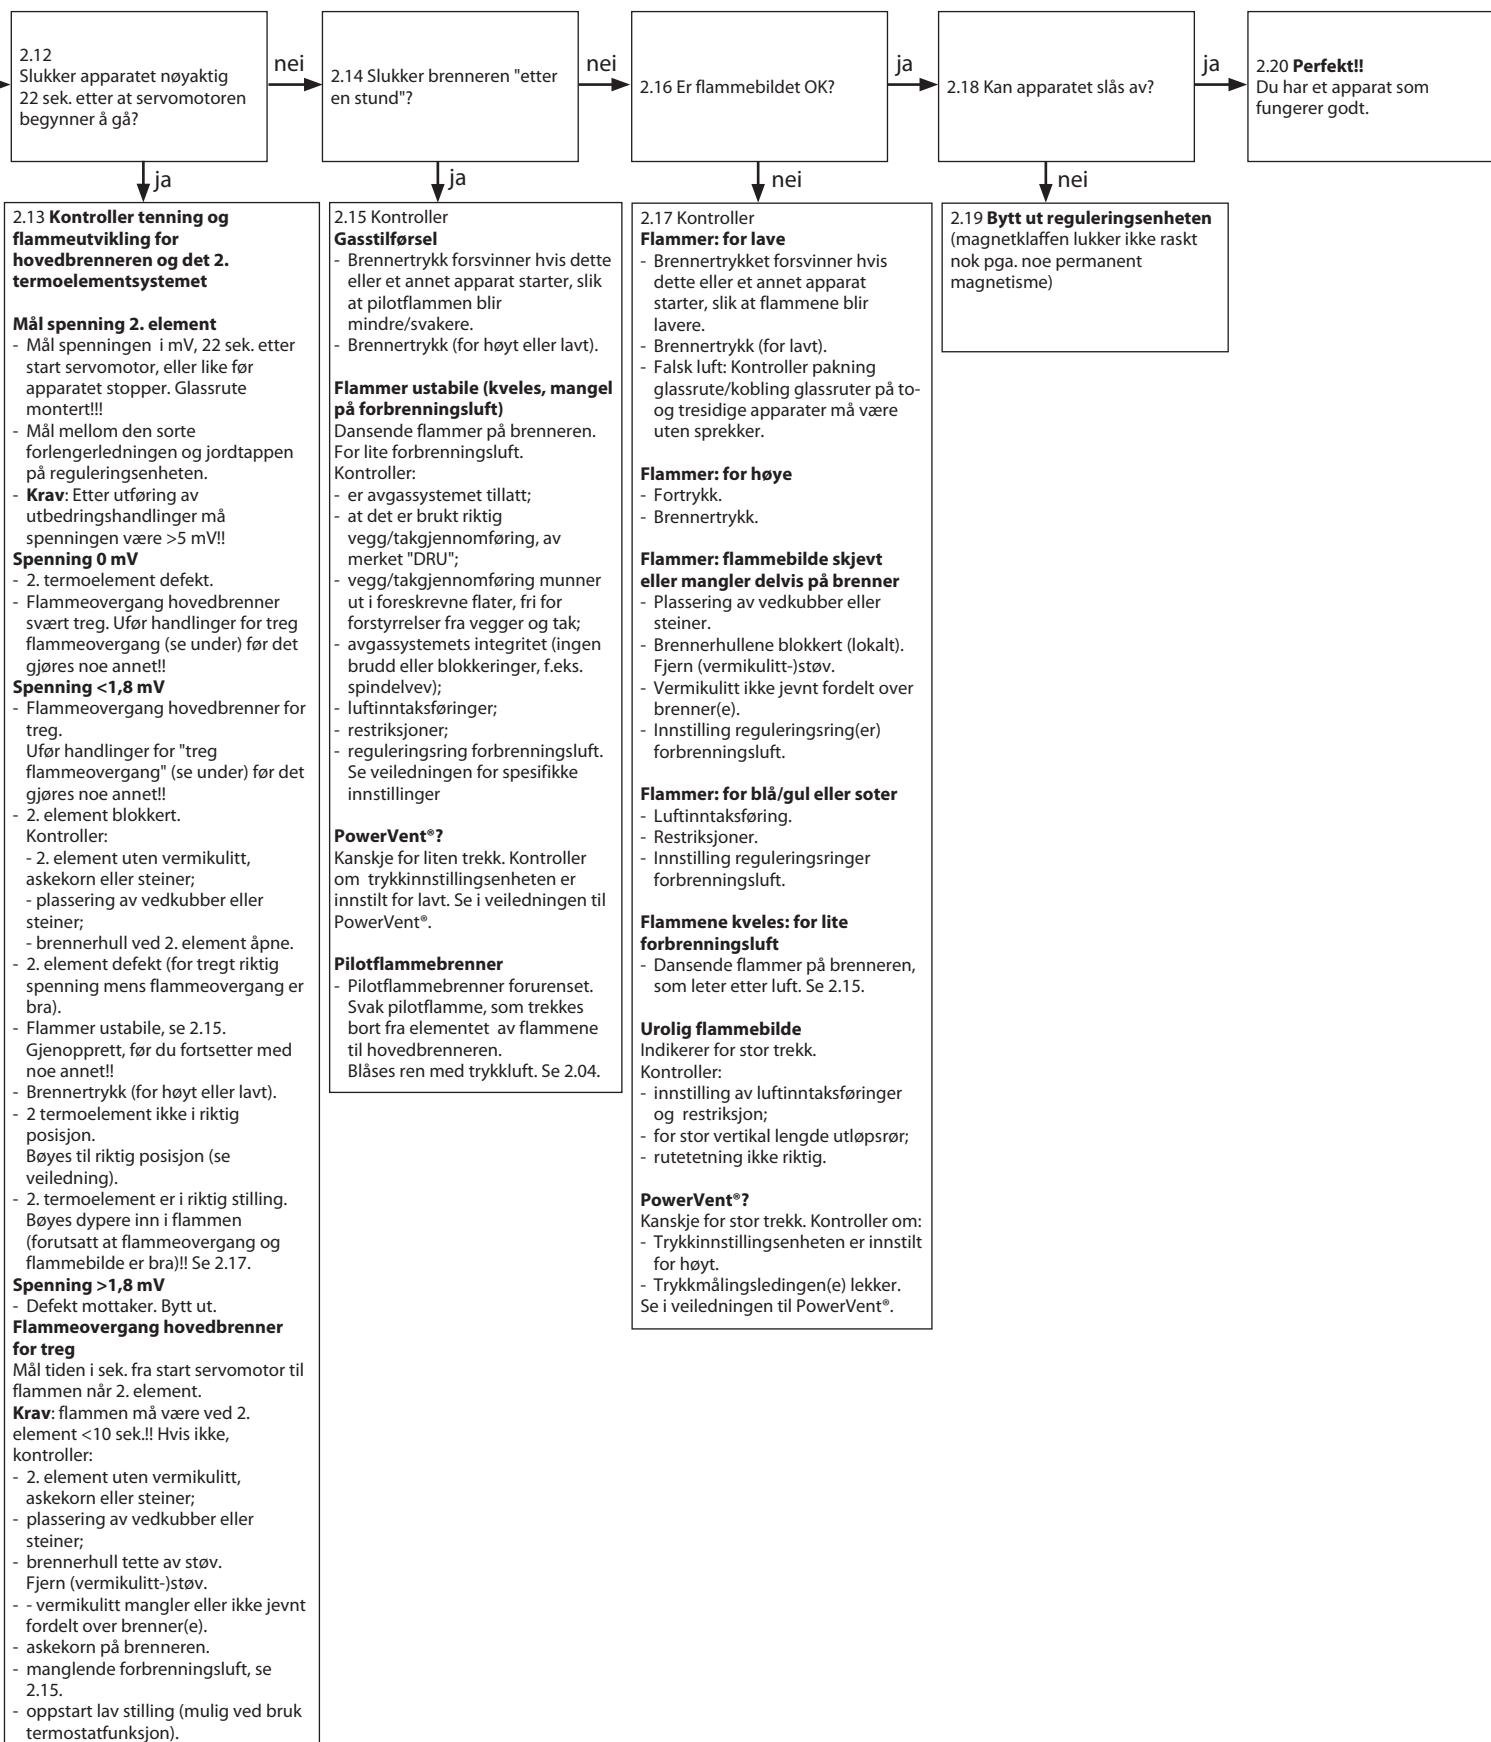 2.12
Slukker apparatet nøyaktig
22 sek. etter at servomotoren
begynner å gå?
nei
2.14 Slukker brenneren "etter
en stund"?
nei
2.16 Er flammebildet OK?
ja
2.18 Kan apparatet slås av?
ja
2.20 Perfekt!!
Du har et apparat som
fungerer godt.
ja
ja
nei
nei
2.13 Kontroller tenning og
flammeutvikling for
hovedbrenneren og det 2.
termoelementsystemet
Mål spenning 2. element
- Mål spenningen i mV, 22 sek. etter
start servomotor, eller like før
apparatet stopper. Glassrute
montert!!!
- Mål mellom den sorte
forlengerledningen og jordtappen
på reguleringsenheten.
- Krav: Etter utføring av
utbedringshandlinger må
spenningen være >5 mV!!
Spenning 0 mV
- 2. termoelement defekt.
- Flammeovergang hovedbrenner
svært treg. Ufør handlinger for treg
flammeovergang (se under) før det
gjøres noe annet!!
Spenning <1,8 mV
- Flammeovergang hovedbrenner for
treg.
Ufør handlinger for "treg
flammeovergang" (se under) før det
gjøres noe annet!!
- 2. element blokkert.
Kontroller:
- 2. element uten vermikulitt,
askekorn eller steiner;
- plassering av vedkubber eller
steiner;
- brennerhull ved 2. element åpne.
- 2. element defekt (for tregt riktig
spenning mens flammeovergang er
bra).
- Flammer ustabile, se 2.15.
Gjenopprett, før du fortsetter med
noe annet!!
- Brennertrykk (for høyt eller lavt).
- 2 termoelement ikke i riktig
posisjon.
Bøyes til riktig posisjon (se
veiledning).
- 2. termoelement er i riktig stilling.
Bøyes dypere inn i flammen
(forutsatt at flammeovergang og
flammebilde er bra)!! Se 2.17.
Spenning >1,8 mV
- Defekt mottaker. Bytt ut.
Flammeovergang hovedbrenner
for treg
Mål tiden i sek. fra start servomotor til
flammen når 2. element.
Krav: flammen må være ved 2.
element <10 sek.!! Hvis ikke,
kontroller:
- 2. element uten vermikulitt,
askekorn eller steiner;
- plassering av vedkubber eller
steiner;
- brennerhull tette av støv.
Fjern (vermikulitt-)støv.
- - vermikulitt mangler eller ikke jevnt
fordelt over brenner(e).
- askekorn på brenneren.
- manglende forbrenningsluft, se
2.15.
- oppstart lav stilling (mulig ved bruk
termostatfunksjon).
2.15 Kontroller
Gasstilførsel
- Brennertrykk forsvinner hvis dette
eller et annet apparat starter, slik
at pilotflammen blir
mindre/svakere.
- Brennertrykk (for høyt eller lavt).
Flammer ustabile (kveles, mangel
på forbrenningsluft)
Dansende flammer på brenneren.
For lite forbrenningsluft.
Kontroller:
- er avgassystemet tillatt;
- at det er brukt riktig
vegg/takgjennomføring, av
merket "DRU";
- vegg/takgjennomføring munner
ut i foreskrevne flater, fri for
forstyrrelser fra vegger og tak;
- avgassystemets integritet (ingen
brudd eller blokkeringer, f.eks.
spindelvev);
- luftinntaksføringer;
- restriksjoner;
- reguleringsring forbrenningsluft.
Se veiledningen for spesifikke
innstillinger
PowerVent®?
Kanskje for liten trekk. Kontroller
om trykkinnstillingsenheten er
innstilt for lavt. Se i veiledningen til
PowerVent®.
Pilotflammebrenner
- Pilotflammebrenner forurenset.
Svak pilotflamme, som trekkes
bort fra elementet av flammene
til hovedbrenneren.
Blåses ren med trykkluft. Se 2.04.
2.17 Kontroller
Flammer: for lave
- Brennertrykket forsvinner hvis
dette eller et annet apparat
starter, slik at flammene blir
lavere.
- Brennertrykk (for lavt).
- Falsk luft: Kontroller pakning
glassrute/kobling glassruter på to-
og tresidige apparater må være
uten sprekker.
Flammer: for høye
- Fortrykk.
- Brennertrykk.
Flammer: flammebilde skjevt
eller mangler delvis på brenner
- Plassering av vedkubber eller
steiner.
- Brennerhullene blokkert (lokalt).
Fjern (vermikulitt-)støv.
- Vermikulitt ikke jevnt fordelt over
brenner(e).
- Innstilling reguleringsring(er)
forbrenningsluft.
Flammer: for blå/gul eller soter
- Luftinntaksføring.
- Restriksjoner.
- Innstilling reguleringsringer
forbrenningsluft.
Flammene kveles: for lite
forbrenningsluft
- Dansende flammer på brenneren,
som leter etter luft. Se 2.15.
Urolig flammebilde
Indikerer for stor trekk.
Kontroller:
- innstilling av luftinntaksføringer
og restriksjon;
- for stor vertikal lengde utløpsrør;
- rutetetning ikke riktig.
PowerVent®?
Kanskje for stor trekk. Kontroller om:
- Trykkinnstillingsenheten er innstilt
for høyt.
- Trykkmålingsledingen(e) lekker.
Se i veiledningen til PowerVent®.
2.19 Bytt ut reguleringsenheten
(magnetklaffen lukker ikke raskt
nok pga. noe permanent
magnetisme)